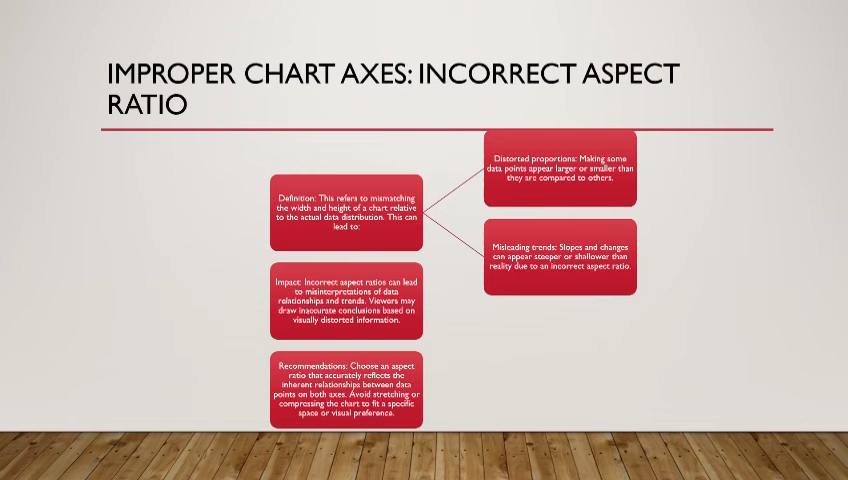 IMPROPER CHART AXES: INCORRECT ASPECT
RATIO
Definition: This refers to mismatching
the width and height of a chart relative
to the actual data distribution. This can
lead to:
Distorted proportions: Making some
data points appear larger or smaller than
they are compared to others.
Misleading trends: Slopes and changes
can appear steeper or shallower than
reality due to an incorrect aspect ratio.
Impact: Incorrect aspect ratios can lead
to misinterpretations of data
relationships and trends. Viewers may
draw inaccurate conclusions based on
visually distorted information.
Recommendations: Choose an aspect
ratio that accurately reflects the
inherent relationships between data
points on both axes. Avoid stretching or
compressing the chart to fit a specific
space or visual preference.